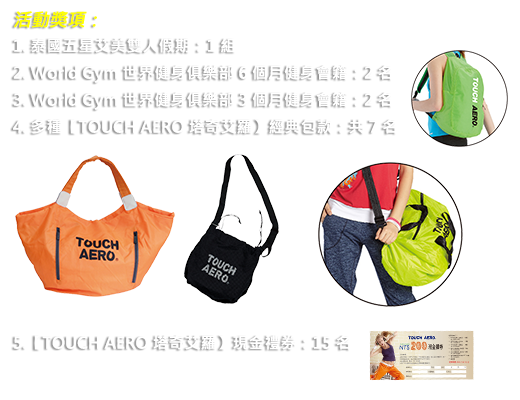 活動獎項：
1. 泰國五星艾美雙人假期：1 組
2. World Gym 世界健身俱樂部 6 個月健身會籍：2 名
3. World Gym 世界健身俱樂部 3 個月健身會籍：2 名
4. 多種【TOUCH AERO 塔奇艾羅】經典包款：共 7 名
TOUCH
AERO.
TOUCH
AERO.
TOUCH
AERO.
5.【TOUCH AERO 塔奇艾羅】現金禮券：15 名
TOUCH AERO.
NT$ 200